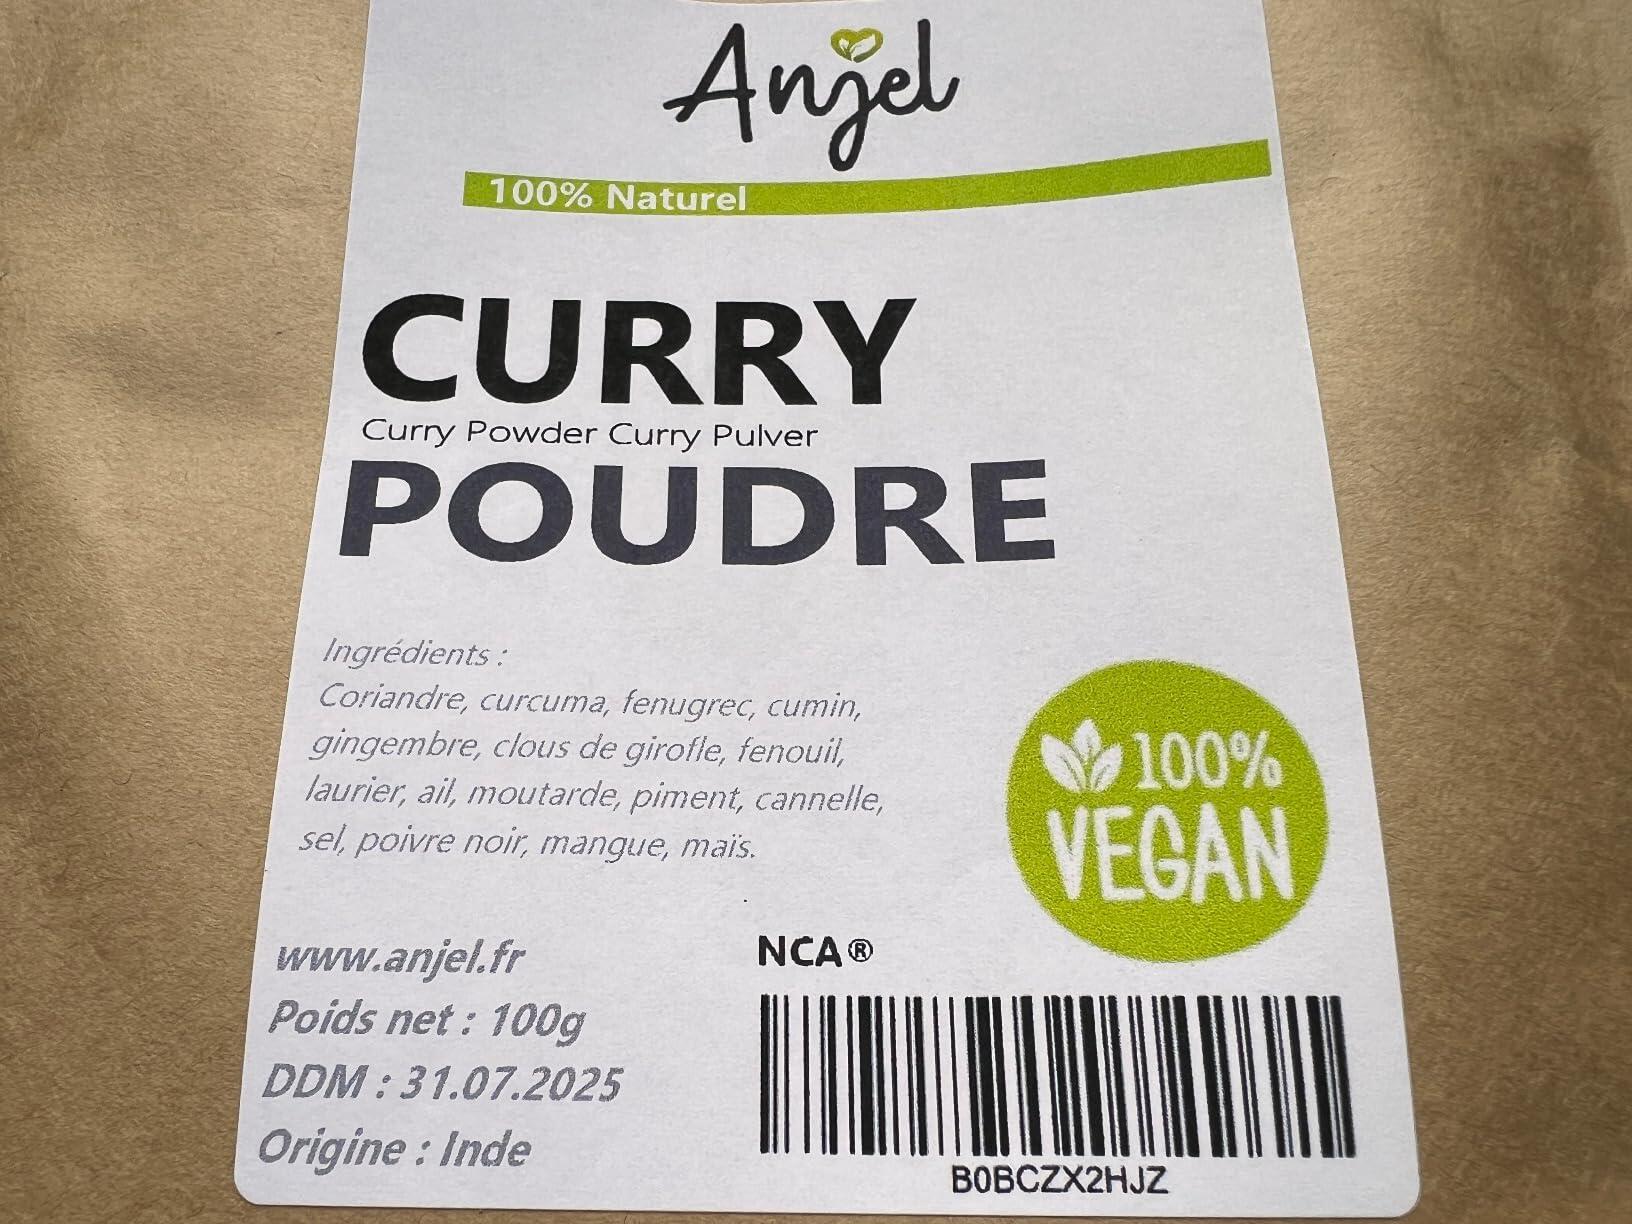 Anjel
100% Naturel
CURRY
Curry Powder Curry Pulver
POUDRE
Ingrédients :
Coriandre, curcuma, fenugrec, cumin,
gingembre, clous de girofle, fenouil,
laurier, ail, moutarde, piment, cannelle,
sel, poivre noir, mangue, maïs.
100%
VEGAN
www.anjel.fr
Poids net : 100g
DDM : 31.07.2025
Origine : Inde
NCA®
B0BCZX2HJZ